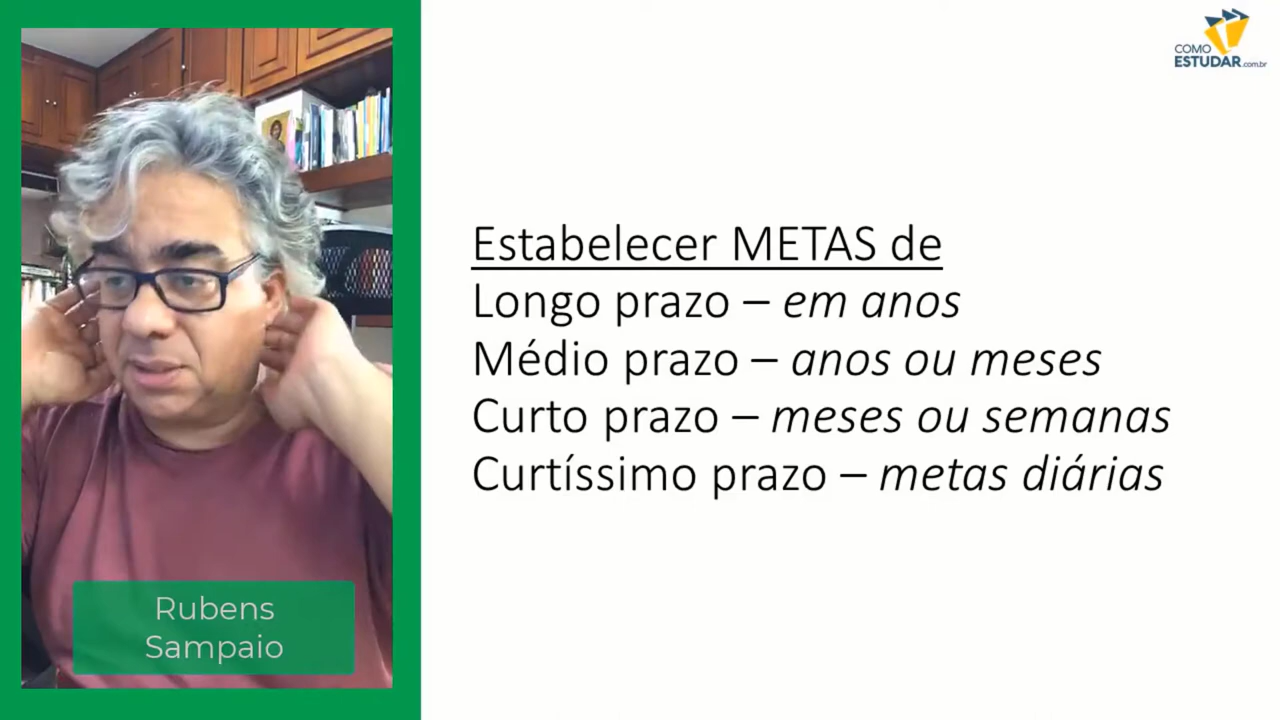 COMO
ESTUDAR.com.br
Estabelecer METAS de
Longo prazo – em anos
Médio prazo – anos ou meses
Curto prazo – meses ou semanas
Curtíssimo prazo – metas diárias
Rubens
Sampaio